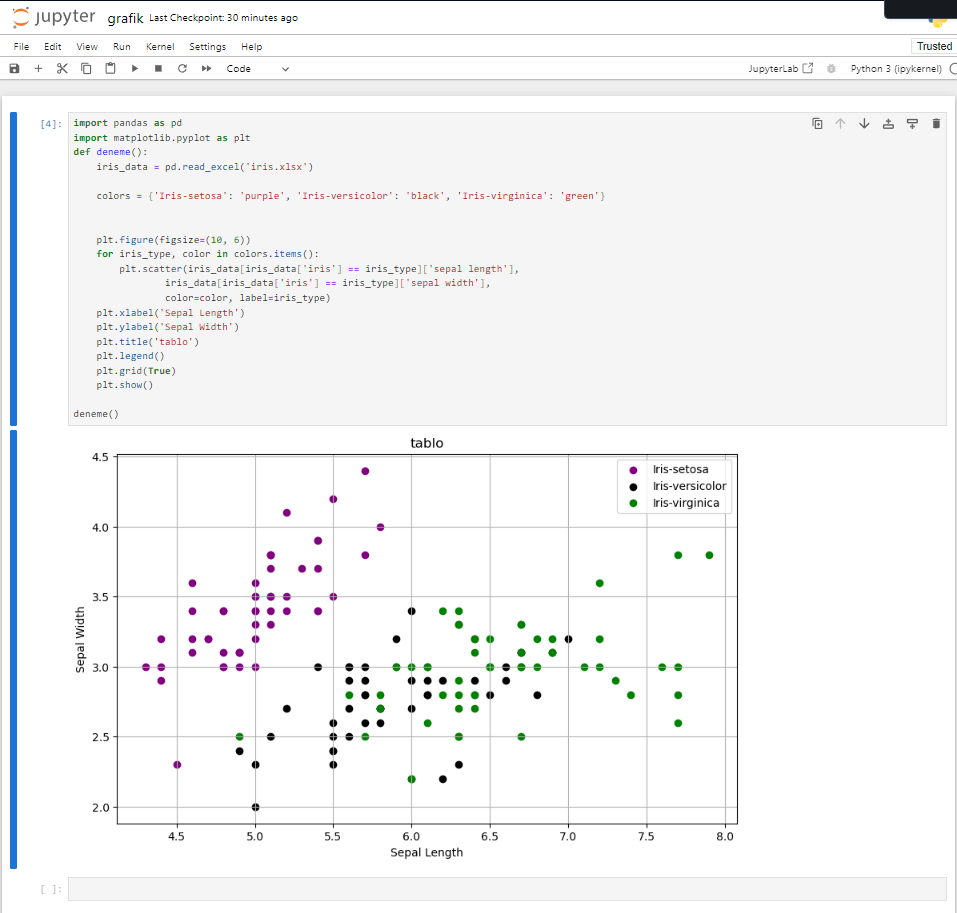 jupyter grafik Last Checkpoint: 30 minutes ago
File Edit View Run Kernel Settings Help
Trusted
Code
JupyterLab
Python 3 (ipykernel)
[4]:
import pandas as pd
import matplotlib.pyplot as plt
def deneme():
    iris_data = pd.read_excel('iris.xlsx')
    colors = {'Iris-setosa': 'purple', 'Iris-versicolor': 'black', 'Iris-virginica': 'green'}
    plt.figure(figsize=(10, 6))
    for iris_type, color in colors.items():
        plt.scatter(iris_data[iris_data['iris'] == iris_type]['sepal length'],
                iris_data[iris_data['iris'] == iris_type]['sepal width'],
                color=color, label=iris_type)
    plt.xlabel('Sepal Length')
    plt.ylabel('Sepal Width')
    plt.title('tablo')
    plt.legend()
    plt.grid(True)
    plt.show()
deneme()
tablo
Iris-setosa
Iris-versicolor
Iris-virginica
Sepal Width
4.5
4.0
3.5
3.0
2.5
2.0
4.5 5.0 5.5 6.0 6.5 7.0 7.5 8.0
Sepal Length
[ ]: